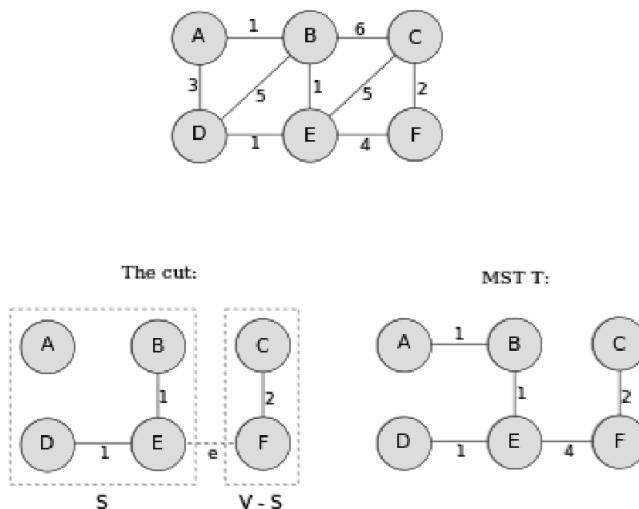 A 1 B 6 C
3 5 1 5 2
D 1 E 4 F
The cut:
MST T:
A B C
1 2
D 1 E e F
S V - S
A 1 B C
1 2
D 1 E 4 F